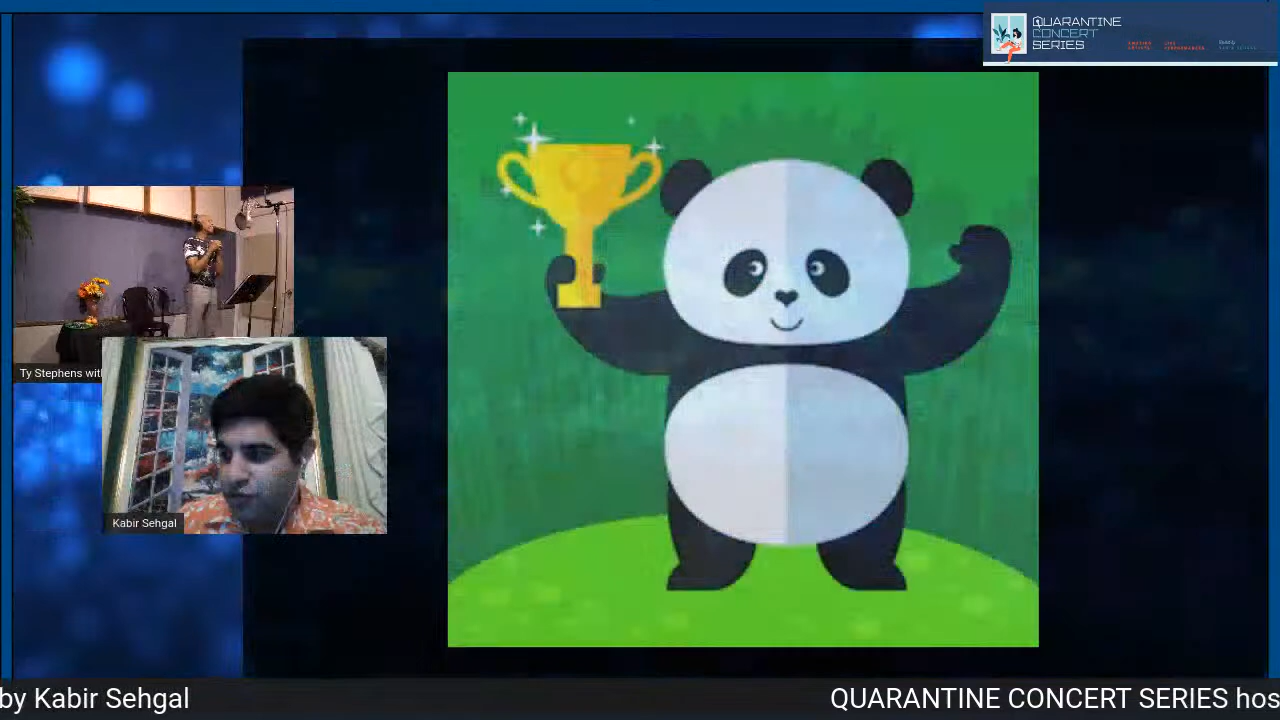 QUARANTINE
CONCERT
SERIES
Ty Stephens wit
Kabir Sehgal
by Kabir Sehgal
QUARANTINE CONCERT SERIES hos